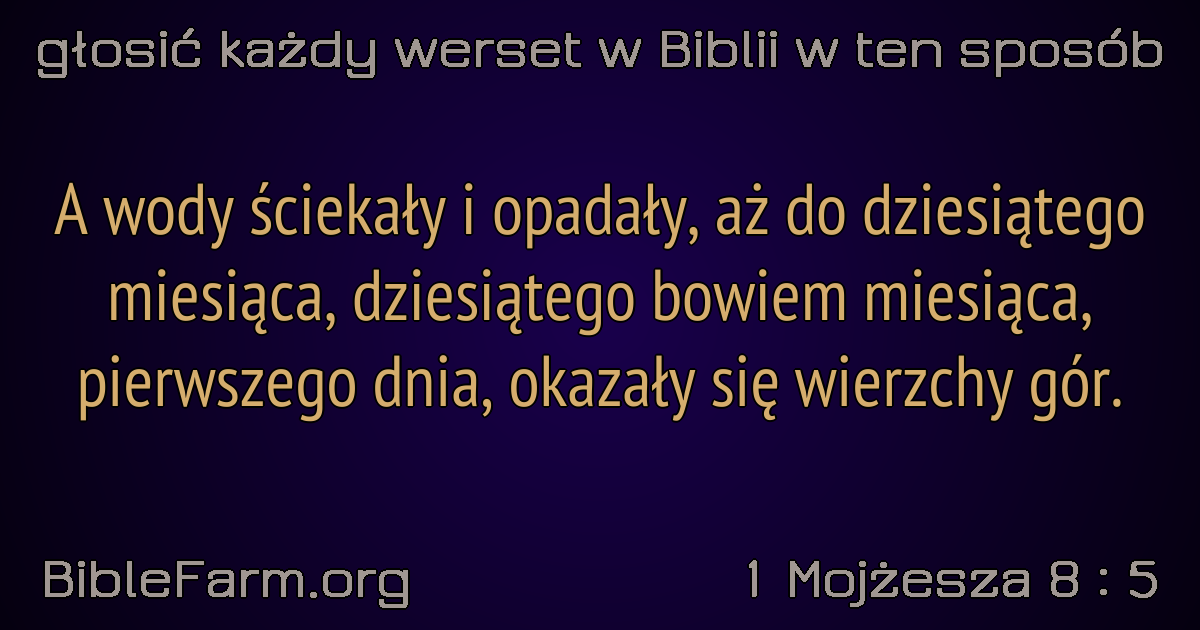 głosić każdy werset w Biblii w ten sposób
A wody ściekały i opadały, aż do dziesiątego
miesiąca, dziesiątego bowiem miesiąca,
pierwszego dnia, okazały się wierzchy gór.
BibleFarm.org
1 Mojżesza 8 : 5